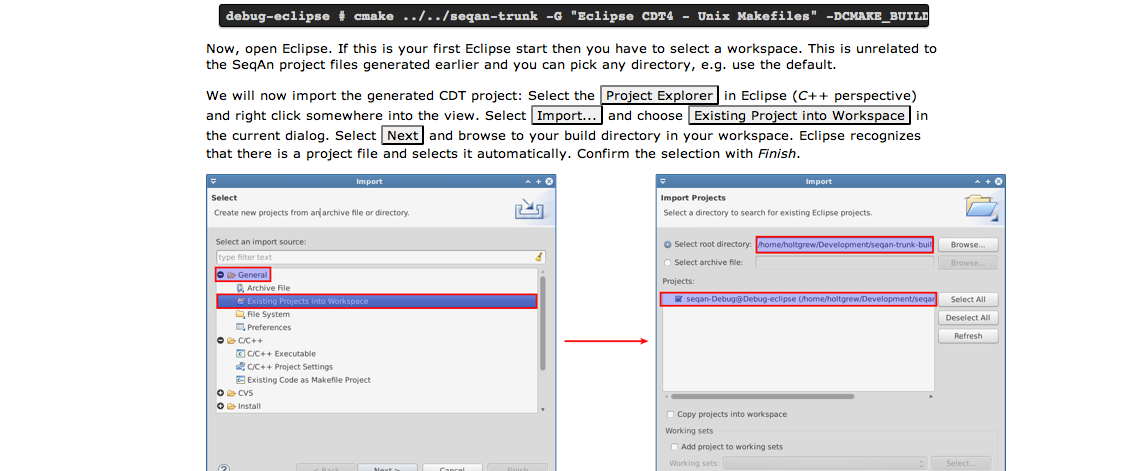 debug-eclipse # cmake ../../seqan-trunk -G "Eclipse CDT4 - Unix Makefiles" -DCMAKE_BUILD
Now, open Eclipse. If this is your first Eclipse start then you have to select a workspace. This is unrelated to
the SeqAn project files generated earlier and you can pick any directory, e.g. use the default.
We will now import the generated CDT project: Select the Project Explorer in Eclipse (C++ perspective)
and right click somewhere into the view. Select Import... and choose Existing Project into Workspace in
the current dialog. Select Next and browse to your build directory in your workspace. Eclipse recognizes
that there is a project file and selects it automatically. Confirm the selection with Finish.
Import
Select
Create new projects from an archive file or directory.
Select an import source:
type filter text
General
Archive File
Existing Projects into Workspace
File System
Preferences
C/C++
C/C++ Executable
C/C++ Project Settings
Existing Code as Makefile Project
CVS
Install
< Back Next > Cancel Finish
Import
Import Projects
Select a directory to search for existing Eclipse projects.
Select root directory: /home/holtgrew/Development/seqan-trunk-buil Browse...
Select archive file: Browse...
Projects:
seqan-Debug@Debug-eclipse (/home/holtgrew/Development/seqan Select All
Deselect All
Refresh
Copy projects into workspace
Working sets
Add project to working sets
Working sets: Select...